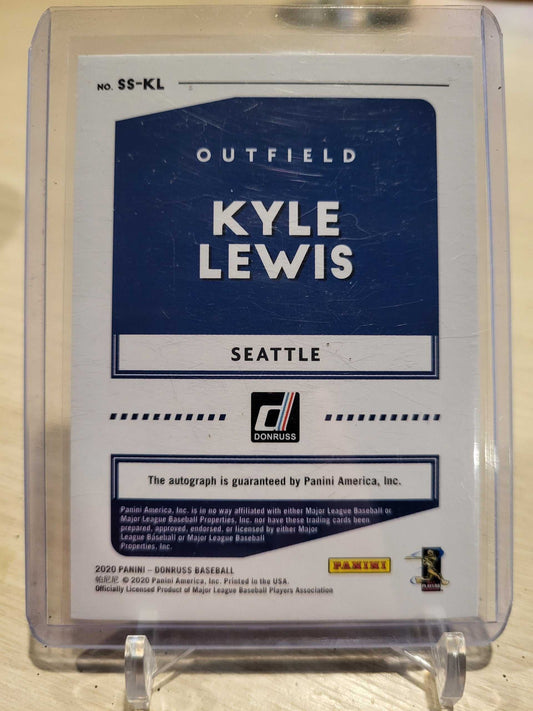 NO. SS-KL
OUTFIELD
KYLE
LEWIS
SEATTLE
DONRUSS
The autograph is guaranteed by Panini America, Inc.
Panini America, Inc. is in no way affiliated with either Major League Baseball or
Major League Baseball Properties, Inc. nor have these trading cards been
prepared, approved, endorsed, or licensed by either Major
League Baseball or Major League Baseball
Properties, Inc.
2020 PANINI – DONRUSS BASEBALL
帕尼尼 © 2020 Panini America, Inc. Printed in the USA.
Officially Licensed Product of Major League Baseball Players Association
PANINI